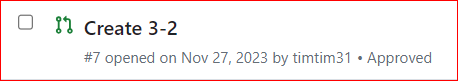 Create 3-2
#7 opened on Nov 27, 2023 by timtim31 • Approved